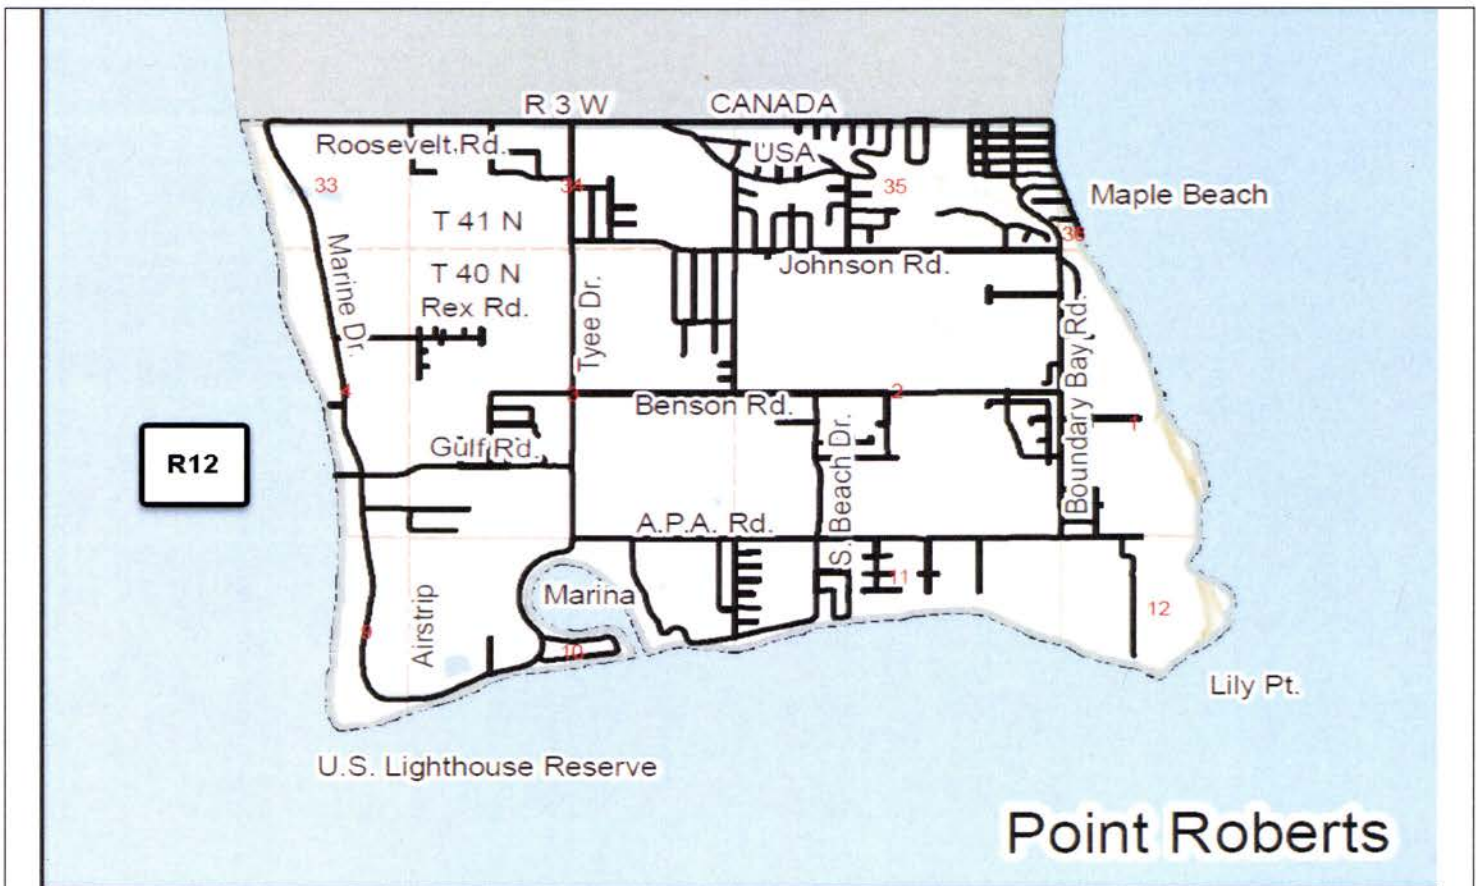 R 3 W
CANADA
Roosevelt Rd.
USA
33
34
35
Maple Beach
T 41 N
36
Johnson Rd.
T 40 N
Marine Dr.
Rex Rd.
Tyee Dr.
Boundary Bay Rd.
4
3
2
Benson Rd.
1
Gulf Rd.
S. Beach Dr.
R12
A.P.A. Rd.
11
Marina
12
Airstrip
9
10
Lily Pt.
U.S. Lighthouse Reserve
Point Roberts